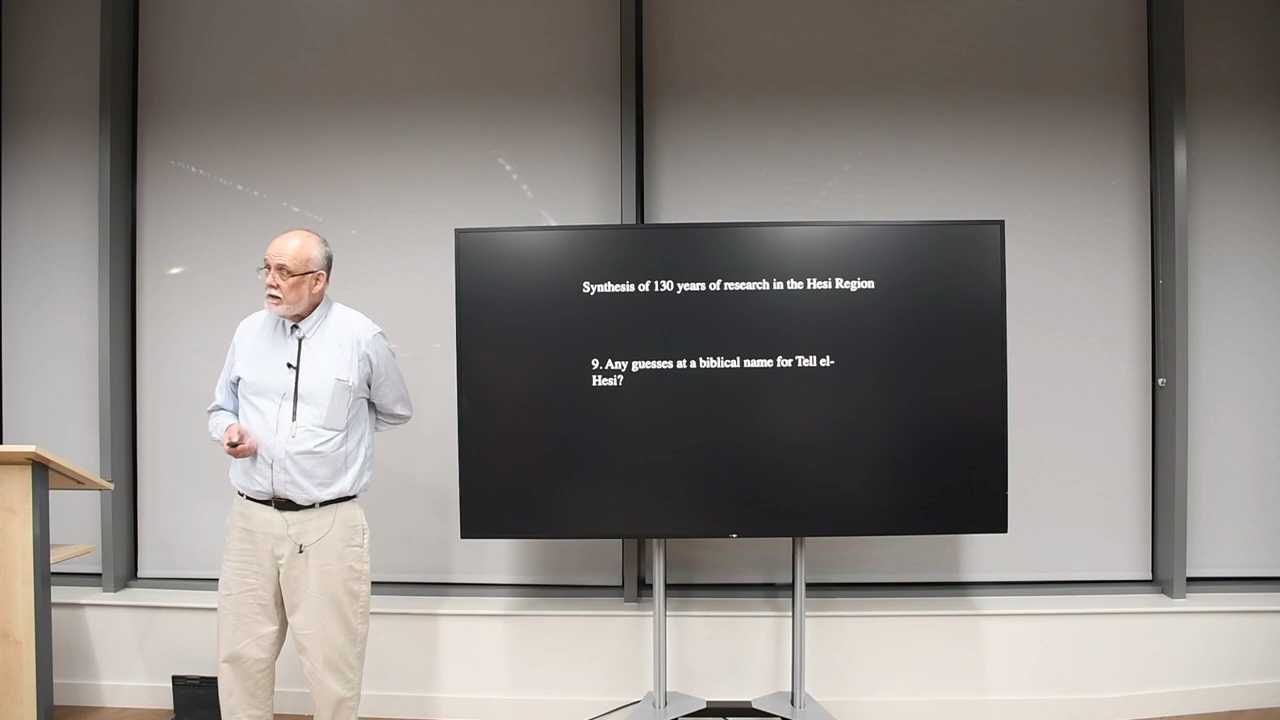 Synthesis of 130 years of research in the Hesi Region
9. Any guesses at a biblical name for Tell el-
Hesi?